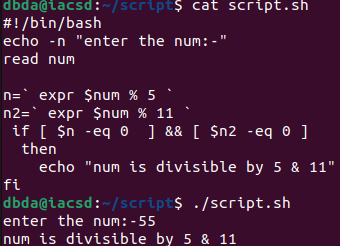 dbda@iacsd:~/script$ cat script.sh
#!/bin/bash
echo -n "enter the num:-"
read num

n=` expr $num % 5 `
n2=` expr $num % 11 `
 if [ $n -eq 0  ] && [ $n2 -eq 0 ]
  then
    echo "num is divisible by 5 & 11"
fi
dbda@iacsd:~/script$ ./script.sh
enter the num:-55
num is divisible by 5 & 11